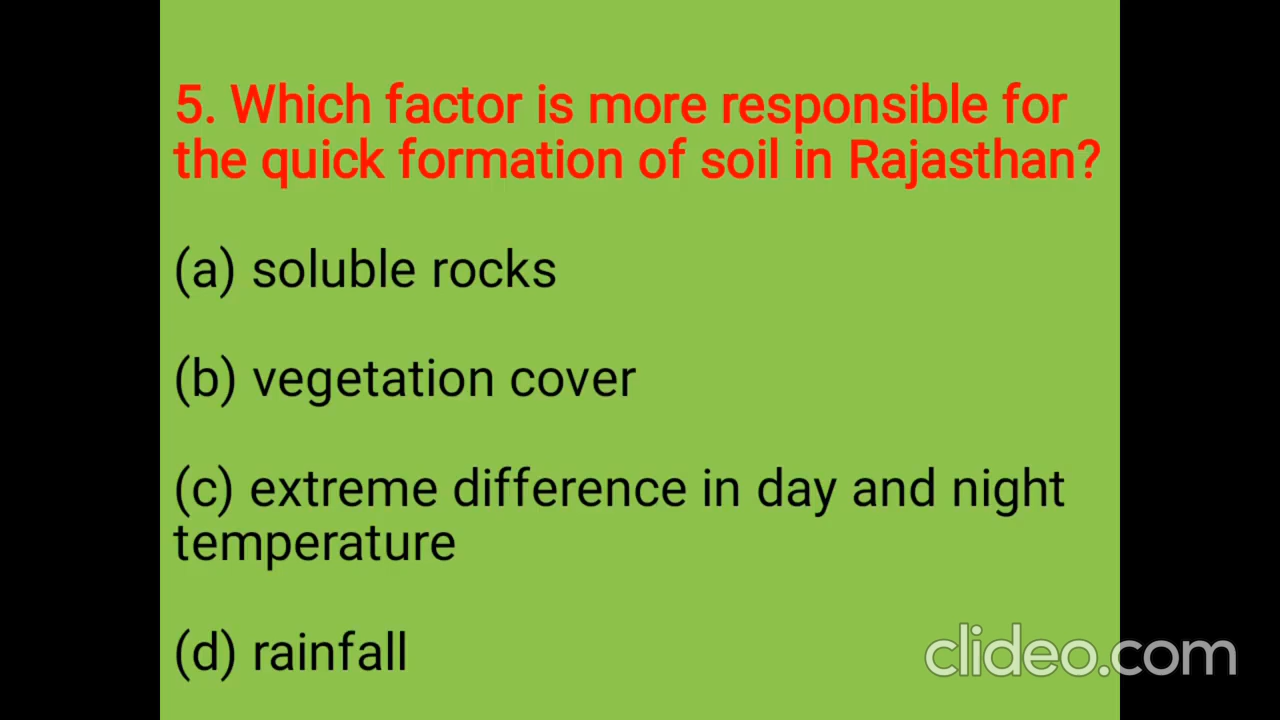 5. Which factor is more responsible for
the quick formation of soil in Rajasthan?
(a) soluble rocks
(b) vegetation cover
(c) extreme difference in day and night
temperature
(d) rainfall
clideo.com